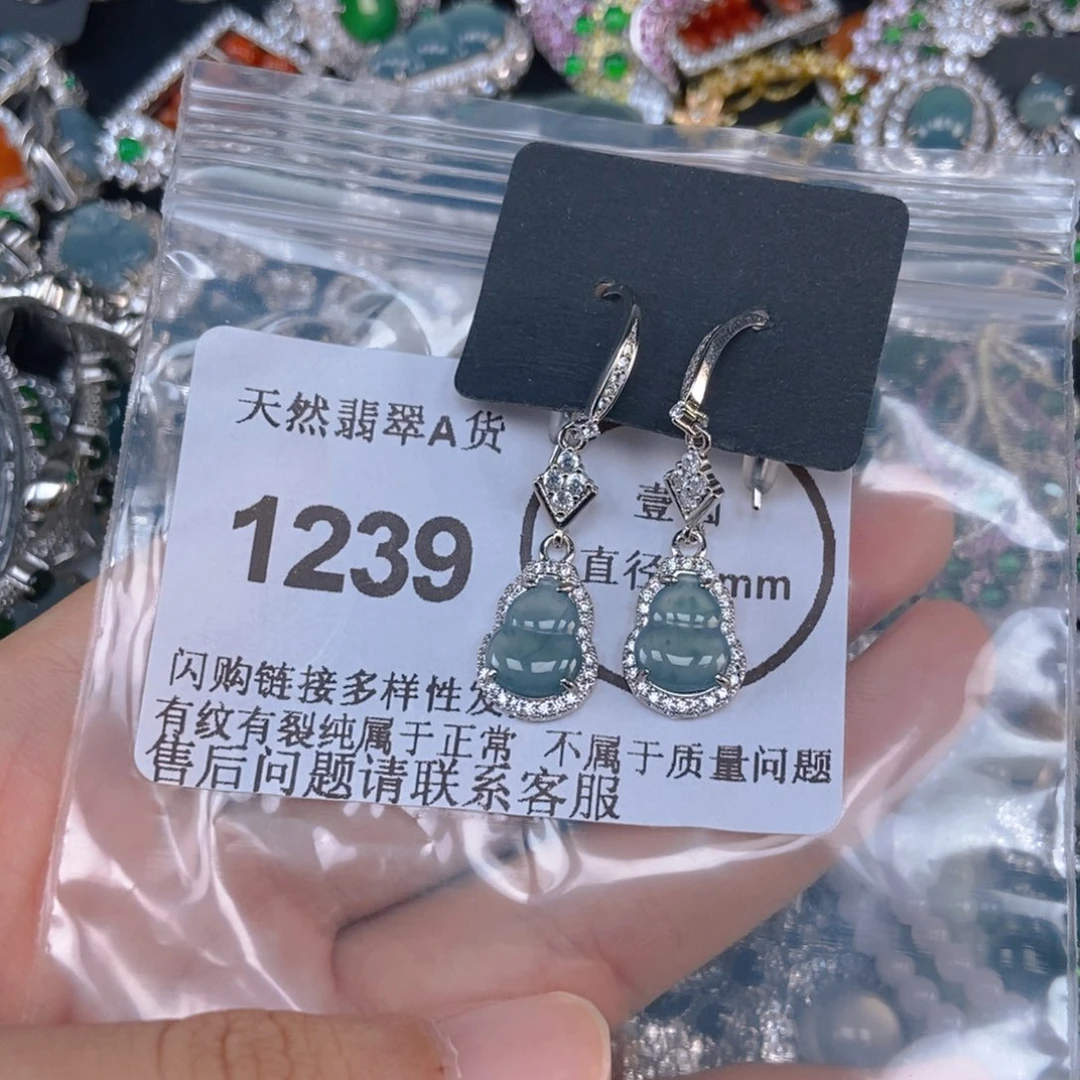 天然翡翠A货
1239
壹
直径 mm
闪购链接多样性发
有纹有裂纯属于正常 不属于质量问题
售后问题请联系客服